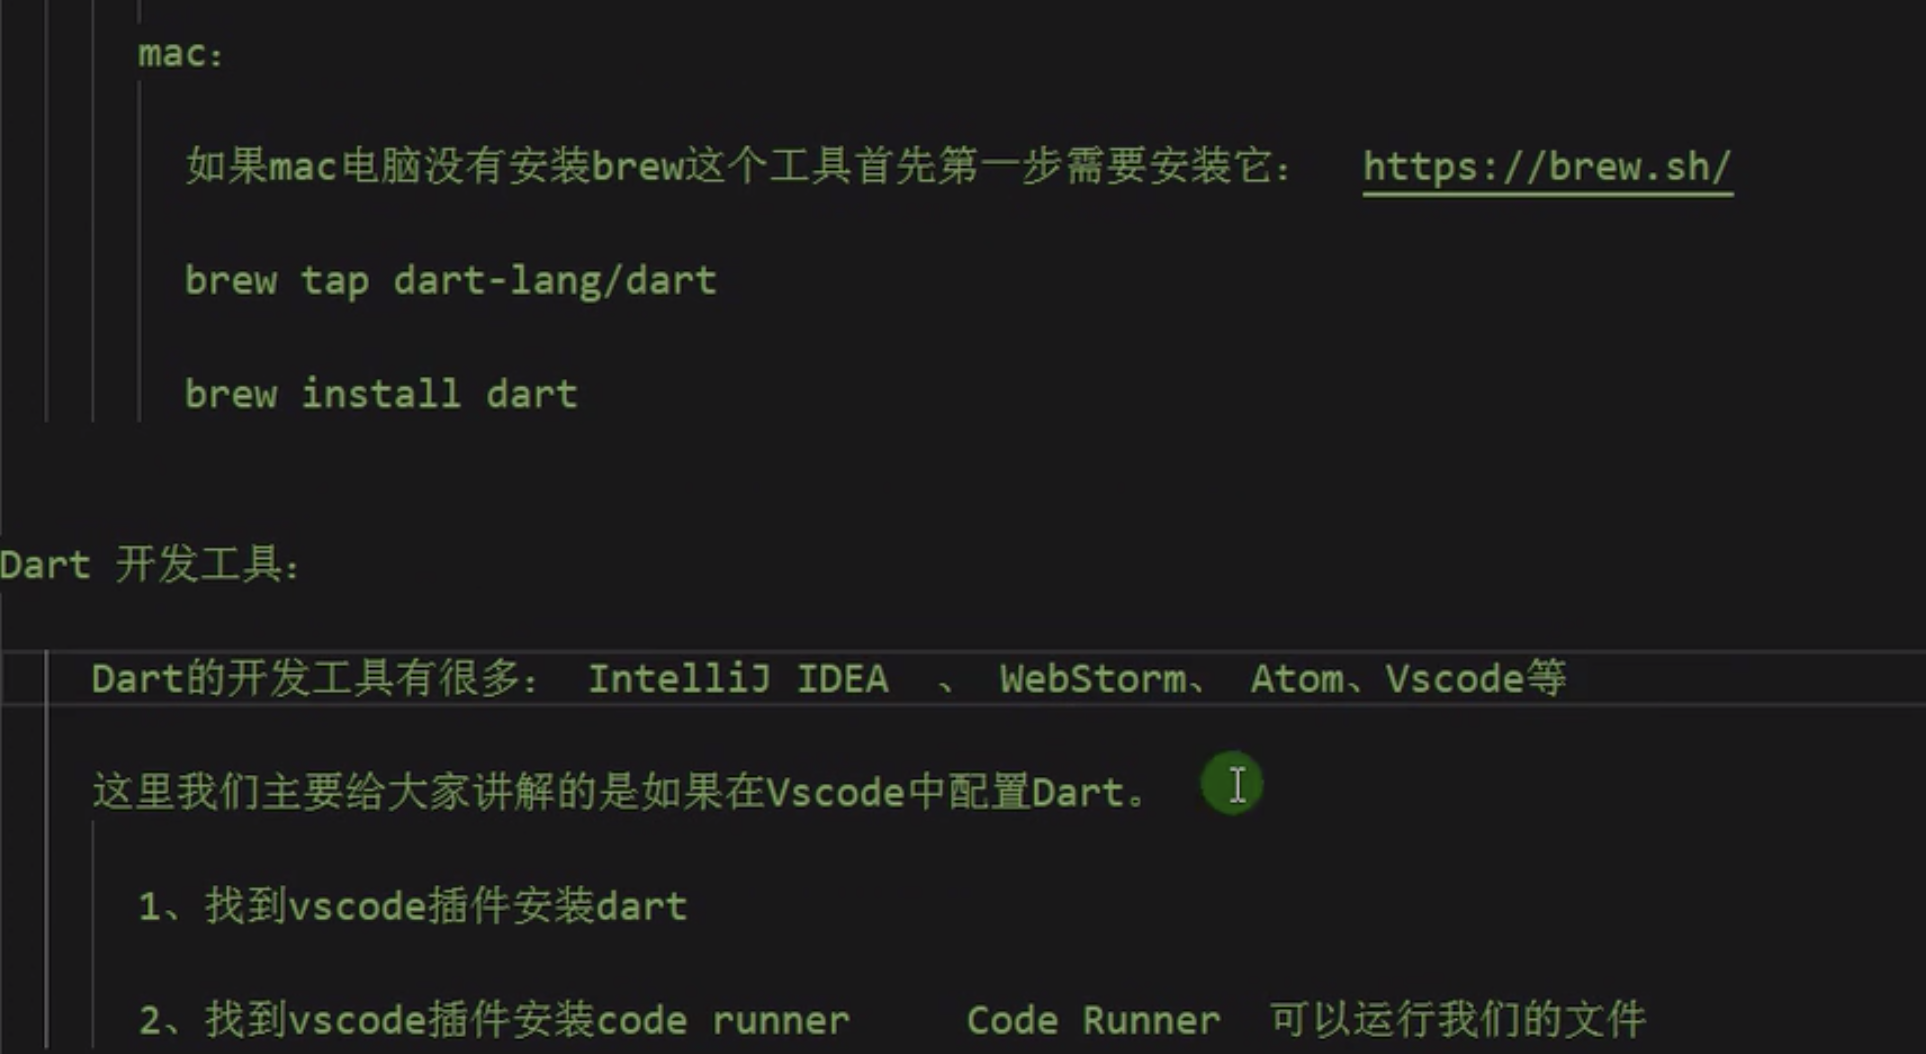 mac：
如果mac电脑没有安装brew这个工具首先第一步需要安装它： https://brew.sh/
brew tap dart-lang/dart
brew install dart
Dart 开发工具：
Dart的开发工具有很多： IntelliJ IDEA 、 WebStorm、 Atom、Vscode等
这里我们主要给大家讲解的是如果在Vscode中配置Dart。
1、找到vscode插件安装dart
2、找到vscode插件安装code runner Code Runner 可以运行我们的文件